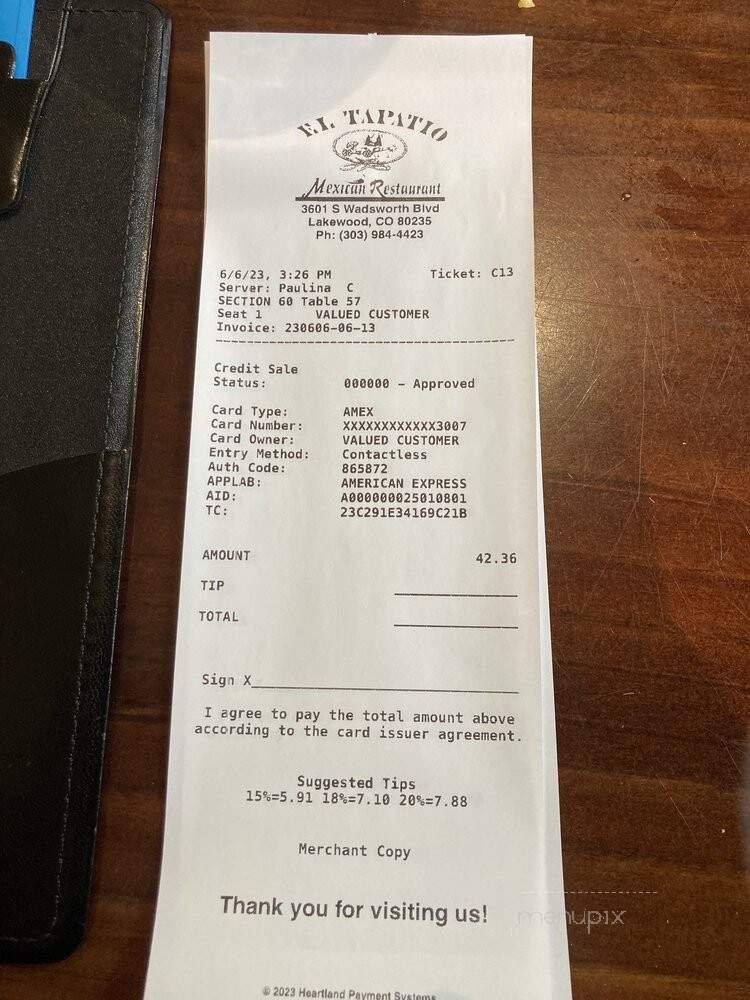 EL TAPATIO
Mexican Restaurant
3601 S Wadsworth Blvd
Lakewood, CO 80235
Ph: (303) 984-4423
6/6/23, 3:26 PM Ticket: C13
Server: Paulina C
SECTION 60 Table 57
Seat 1 VALUED CUSTOMER
Invoice: 230606-06-13
Credit Sale
Status: 000000 - Approved
Card Type: AMEX
Card Number: XXXXXXXXXXXX3007
Card Owner: VALUED CUSTOMER
Entry Method: Contactless
Auth Code: 865872
APPLAB: AMERICAN EXPRESS
AID: A000000025010801
TC: 23C291E34169C21B
AMOUNT 42.36
TIP
TOTAL
Sign X
I agree to pay the total amount above
according to the card issuer agreement.
Suggested Tips
15%=5.91 18%=7.10 20%=7.88
Merchant Copy
Thank you for visiting us!
menupix
© 2023 Heartland Payment Systems